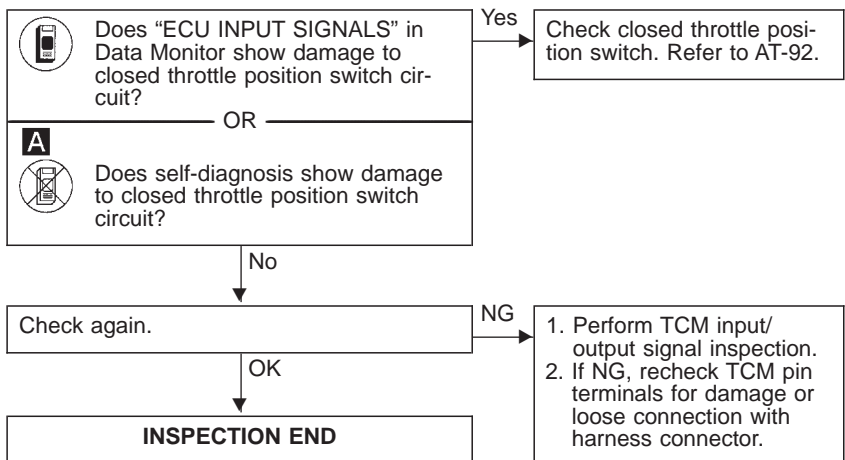 Does “ECU INPUT SIGNALS” in
Data Monitor show damage to
closed throttle position switch cir-
cuit?
Yes
Check closed throttle posi-
tion switch. Refer to AT-92.
OR
A
Does self-diagnosis show damage
to closed throttle position switch
circuit?
No
Check again.
NG
1. Perform TCM input/
output signal inspection.
2. If NG, recheck TCM pin
terminals for damage or
loose connection with
harness connector.
OK
INSPECTION END